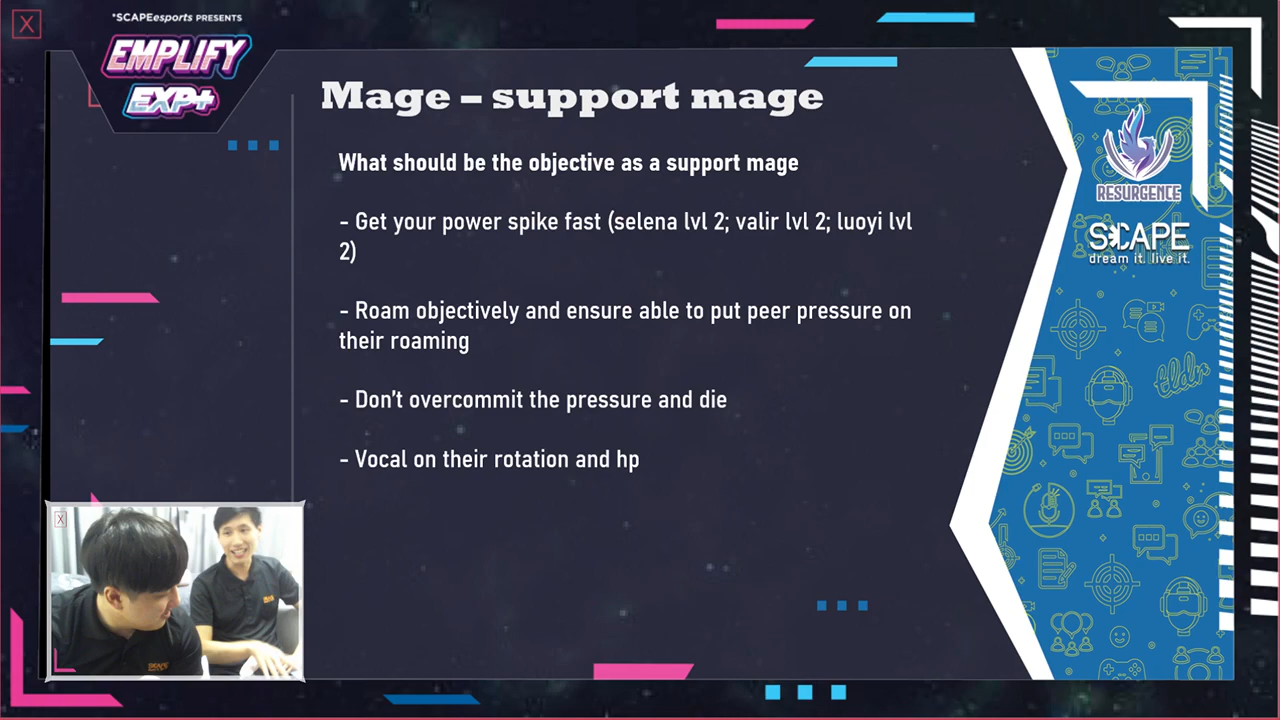 *SCAPEesports PRESENTS
EMPLIFY
EXP+
Mage – support mage
What should be the objective as a support mage
- Get your power spike fast (selena lvl 2; valir lvl 2; luoyi lvl
2)
- Roam objectively and ensure able to put peer pressure on
their roaming
- Don't overcommit the pressure and die
- Vocal on their rotation and hp
RESURGENCE
S*CAPE
dream it. live it.
tldr